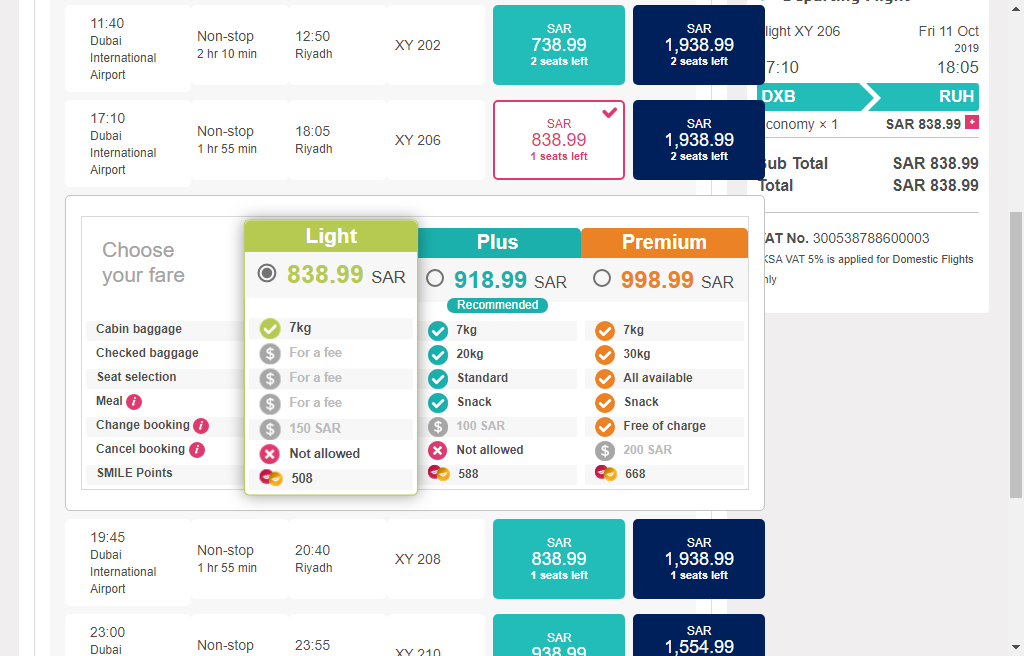 Departing Flight
11:40
Dubai
International
Airport
Non-stop
2 hr 10 min
12:50
Riyadh
XY 202
SAR
738.99
2 seats left
SAR
1,938.99
2 seats left
17:10
Dubai
International
Airport
Non-stop
1 hr 55 min
18:05
Riyadh
XY 206
SAR
838.99
1 seats left
SAR
1,938.99
2 seats left
light XY 206
Fri 11 Oct
2019
7:10
18:05
DXB
RUH
conomy × 1
SAR 838.99
Sub Total
SAR 838.99
Total
SAR 838.99
AT No. 300538788600003
KSA VAT 5% is applied for Domestic Flights
nly
Choose
your fare
Light
838.99 SAR
Plus
918.99 SAR
Recommended
Premium
998.99 SAR
Cabin baggage
7kg
7kg
7kg
Checked baggage
For a fee
20kg
30kg
Seat selection
For a fee
Standard
All available
Meal
For a fee
Snack
Snack
Change booking
150 SAR
100 SAR
Free of charge
Cancel booking
Not allowed
Not allowed
200 SAR
SMILE Points
508
588
668
19:45
Dubai
International
Airport
Non-stop
1 hr 55 min
20:40
Riyadh
XY 208
SAR
838.99
1 seats left
SAR
1,938.99
1 seats left
23:00
Dubai
Non-stop
23:55
XY 210
SAR
938.99
SAR
1,554.99